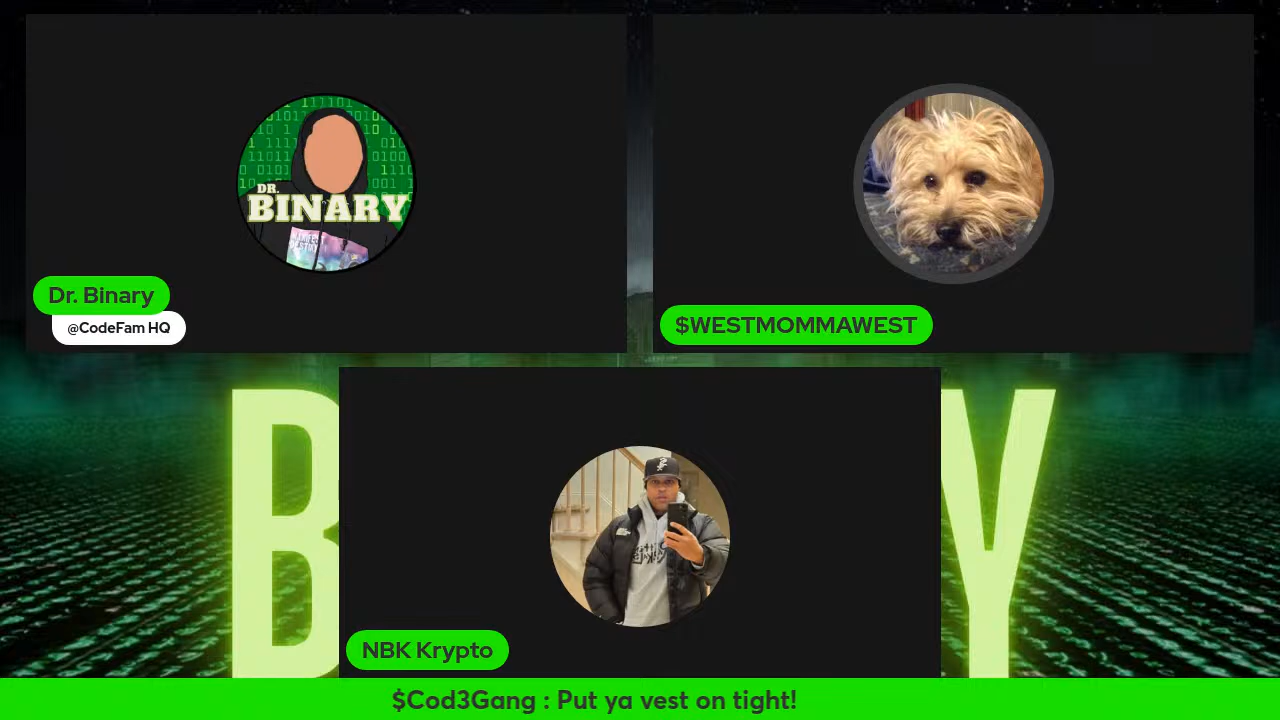 DR.
BINARY
Dr. Binary
@CodeFam HQ
$WESTMOMMAWEST
B
Y
NBK Krypto
$Cod3Gang : Put ya vest on tight!